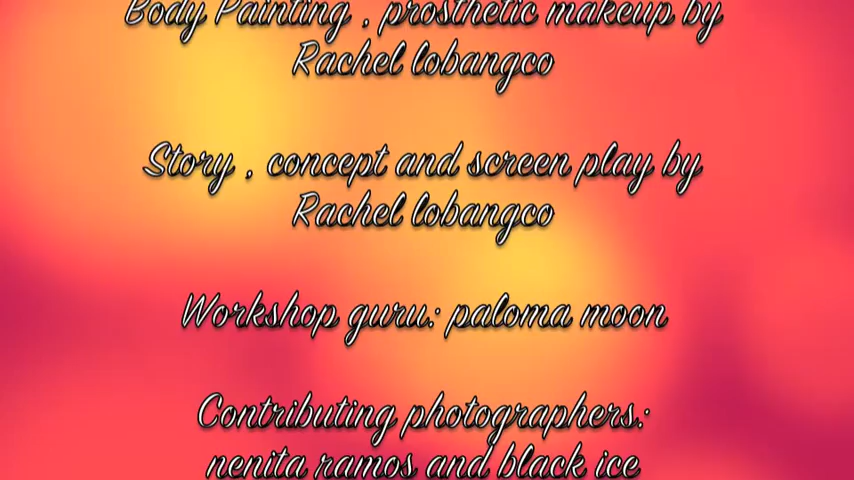 Body Painting , prosthetic makeup by
Rachel lobangco
Story , concept and screen play by
Rachel lobangco
Workshop guru: paloma moon
Contributing photographers:
nenita ramos and black ice